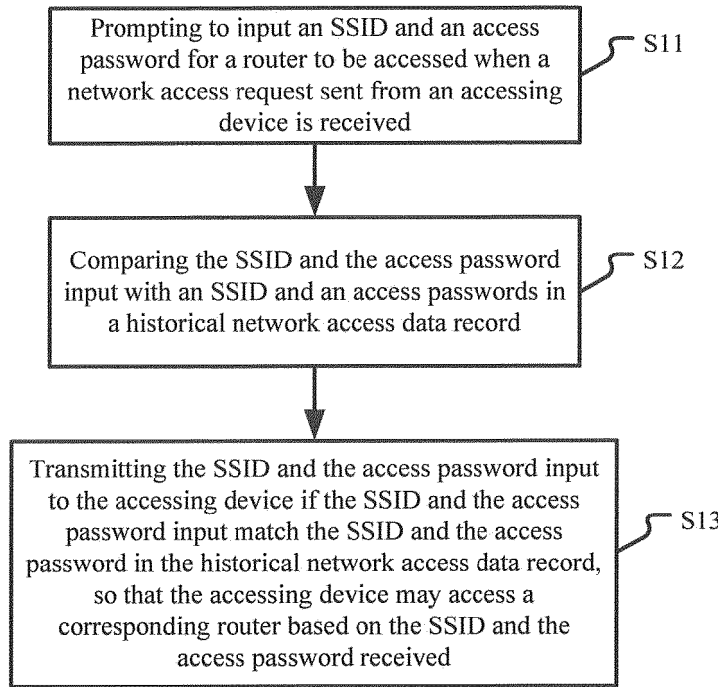 Prompting to input an SSID and an access
password for a router to be accessed when a
network access request sent from an accessing
device is received
S11
Comparing the SSID and the access password
input with an SSID and an access passwords in
a historical network access data record
S12
Transmitting the SSID and the access password input
to the accessing device if the SSID and the access
password input match the SSID and the access
password in the historical network access data record,
so that the accessing device may access a
corresponding router based on the SSID and the
access password received
S13